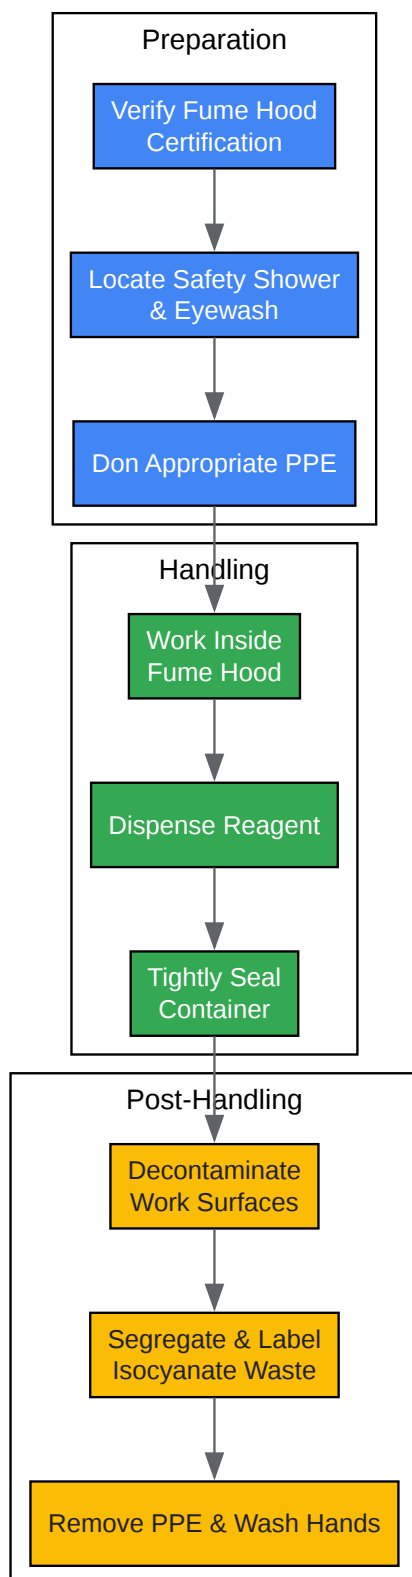 Preparation
Verify Fume Hood
Certification
Locate Safety Shower
& Eyewash
Don Appropriate PPE
Handling
Work Inside
Fume Hood
Dispense Reagent
Tightly Seal
Container
Post-Handling
Decontaminate
Work Surfaces
Segregate & Label
Isocyanate Waste
Remove PPE & Wash Hands